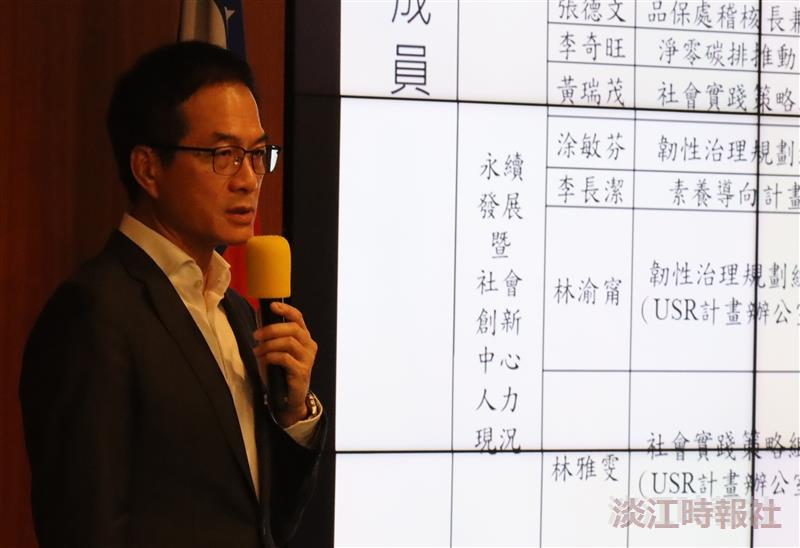 成員
張德文 品保處稽核長兼
李奇旺 淨零碳排推動
黃瑞茂 社會實踐策略
永續
發展
暨
社會
創新
中心
人力
現況
涂敏芬 韌性治理規劃
李長潔 素養導向計畫
林渝甯 韌性治理規劃組
(USR計畫辦公室
林雅雯 社會實踐策略組
(USR計畫辦公室
淡江時報社